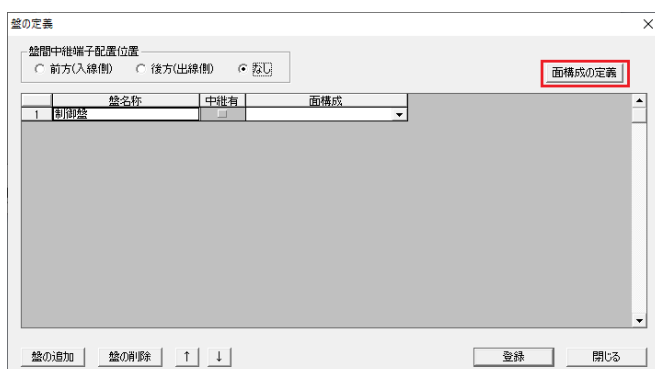 盤の定義
盤間中継端子配置位置
前方(入線側) 後方(出線側) なし
面構成の定義
盤名称 中継有 面構成
1 制御盤
盤の追加 盤の削除 ↑ ↓ 登録 閉じる